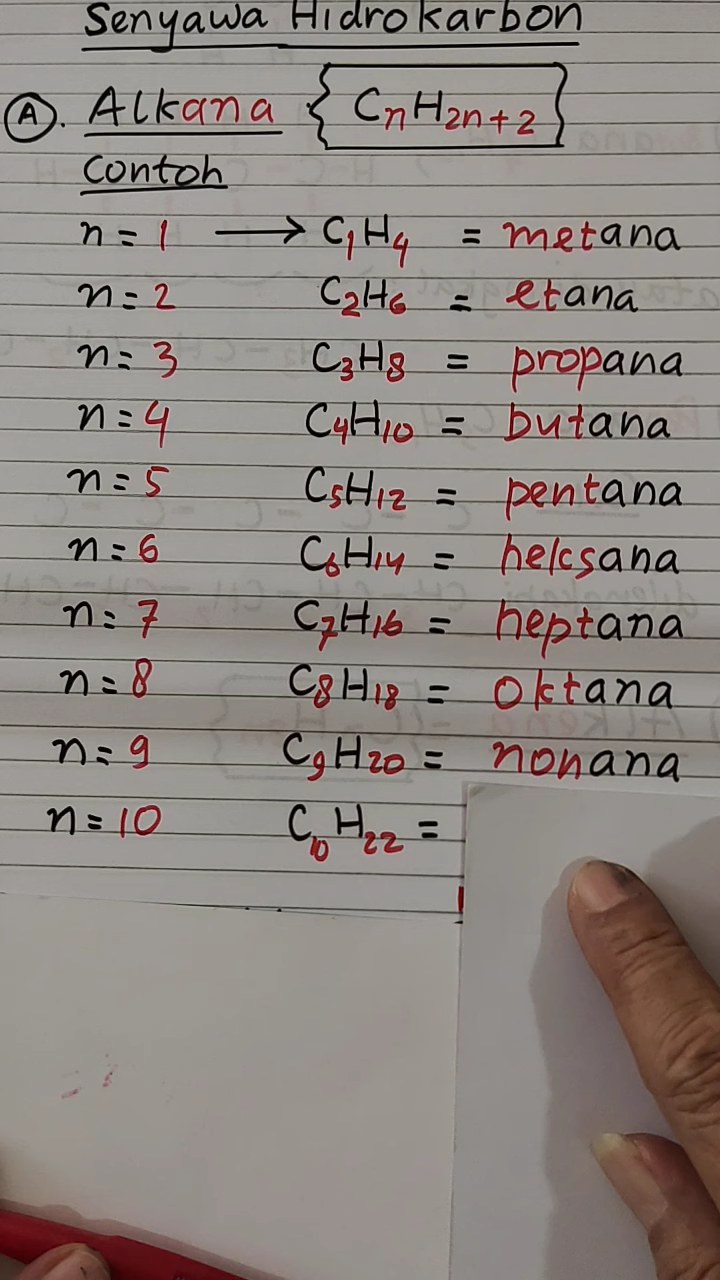 Senyawa Hidrokarbon
A. Alkana {CnH2n+2}
Contoh
n = 1 → C1H4 = metana
n = 2 C2H6 = etana
n = 3 C3H8 = propana
n = 4 C4H10 = butana
n = 5 C5H12 = pentana
n = 6 C6H14 = heksana
n = 7 C7H16 = heptana
n = 8 C8H18 = oktana
n = 9 C9H20 = nonana
n = 10 C10H22 =